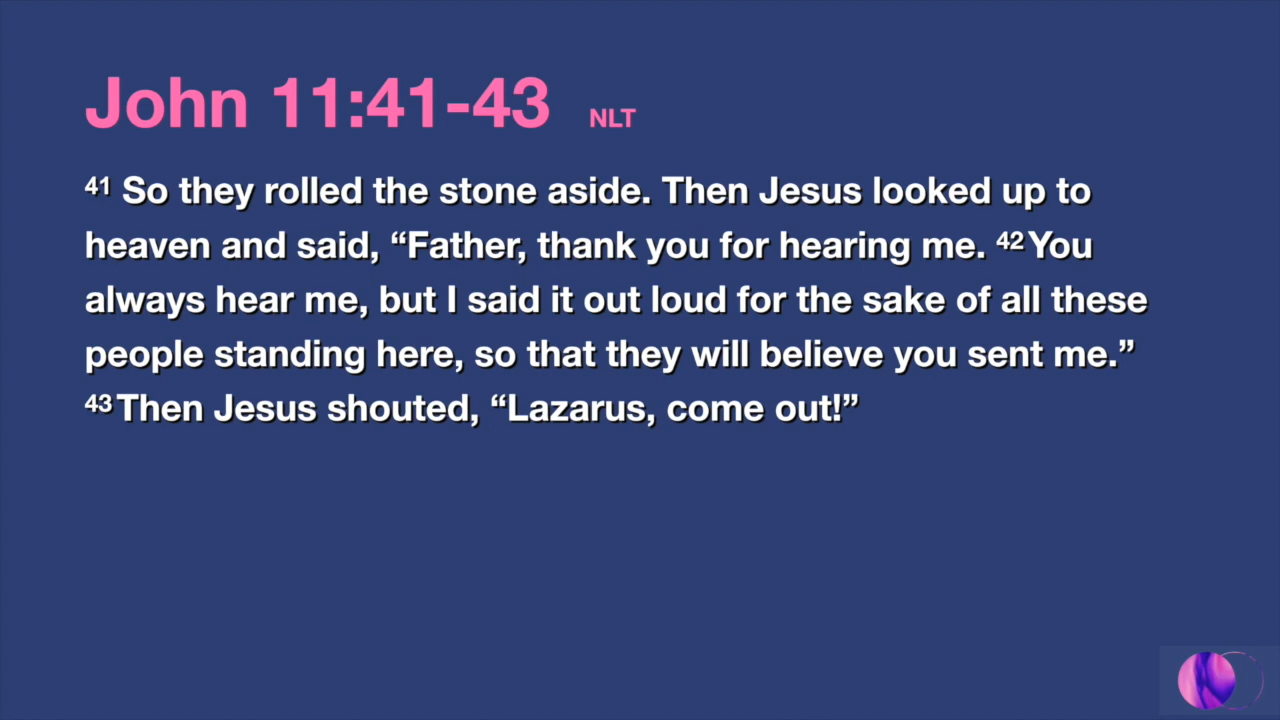 John 11:41-43 NLT
41 So they rolled the stone aside. Then Jesus looked up to
heaven and said, “Father, thank you for hearing me. 42 You
always hear me, but I said it out loud for the sake of all these
people standing here, so that they will believe you sent me.”
43 Then Jesus shouted, “Lazarus, come out!”